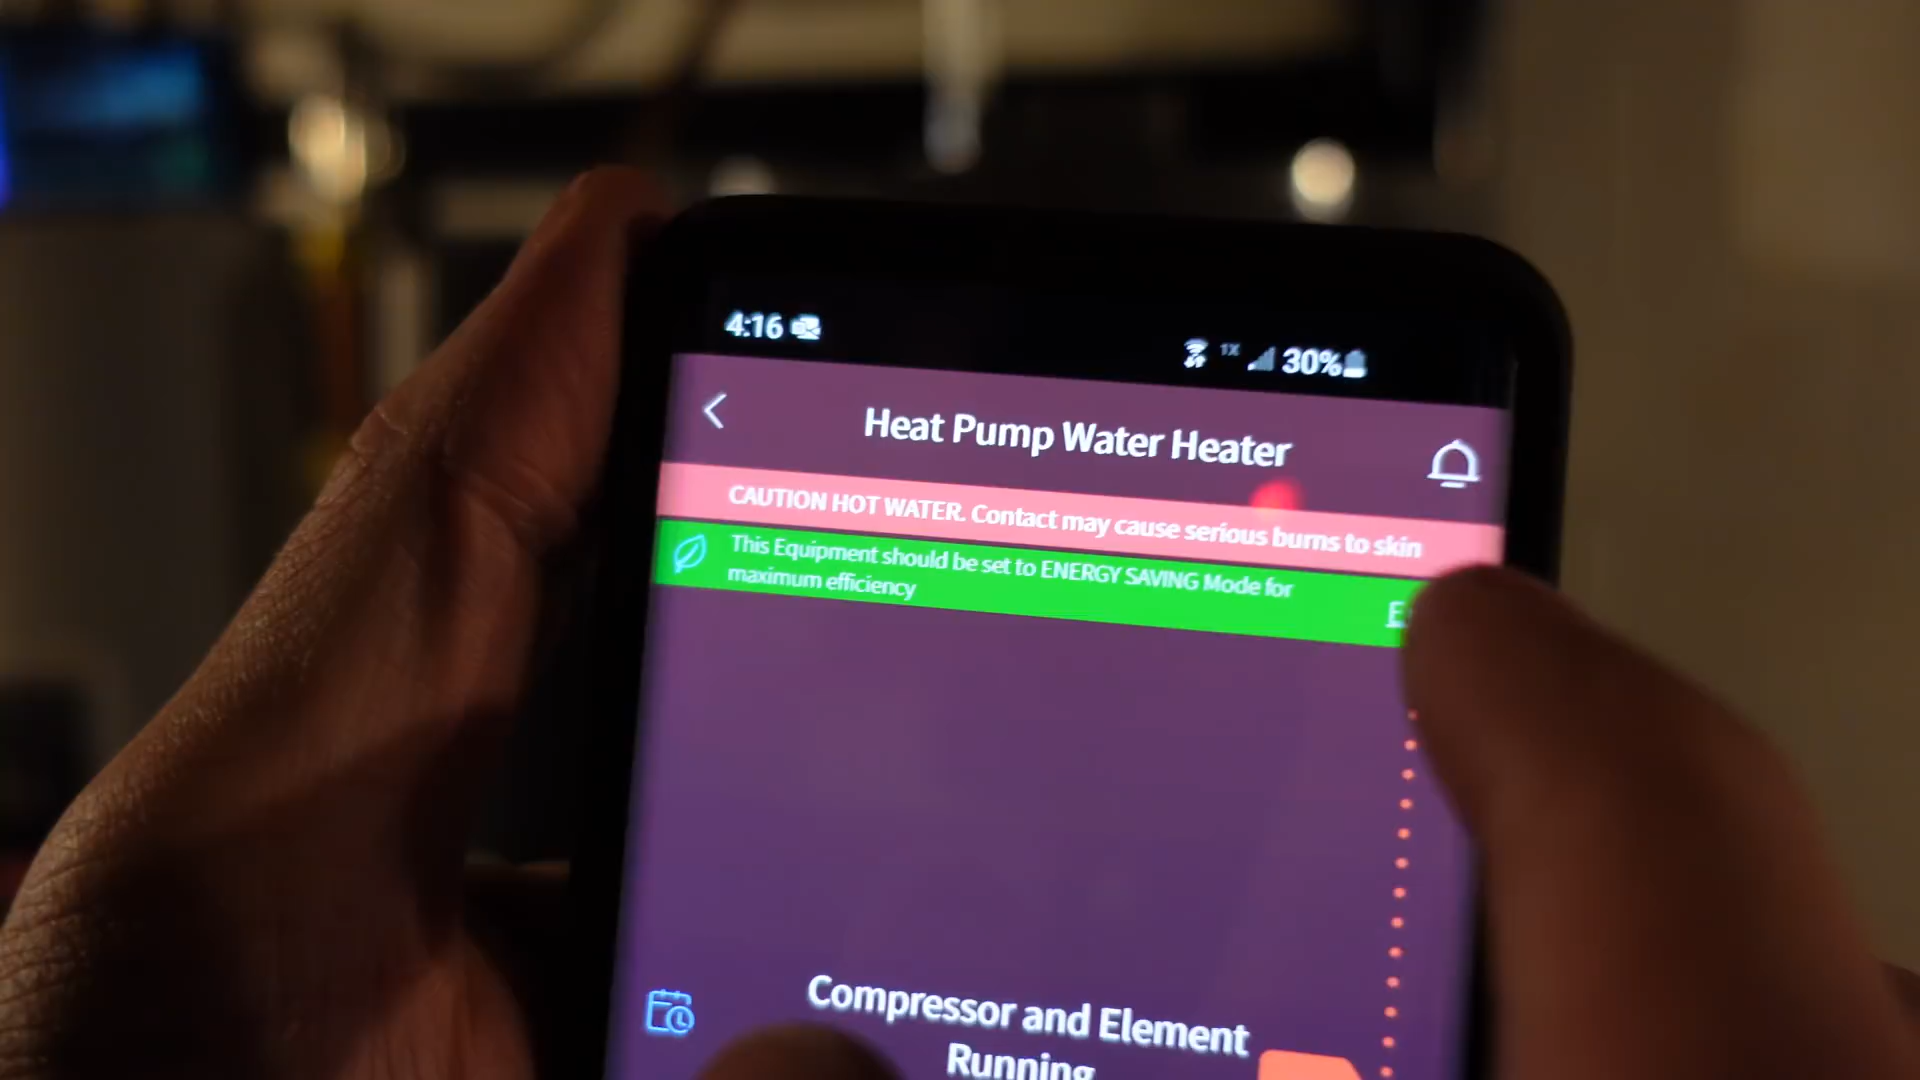 4:16
1X 30%
Heat Pump Water Heater
CAUTION HOT WATER. Contact may cause serious burns to skin
This Equipment should be set to ENERGY SAVING Mode for
maximum efficiency
Compressor and Element
Running